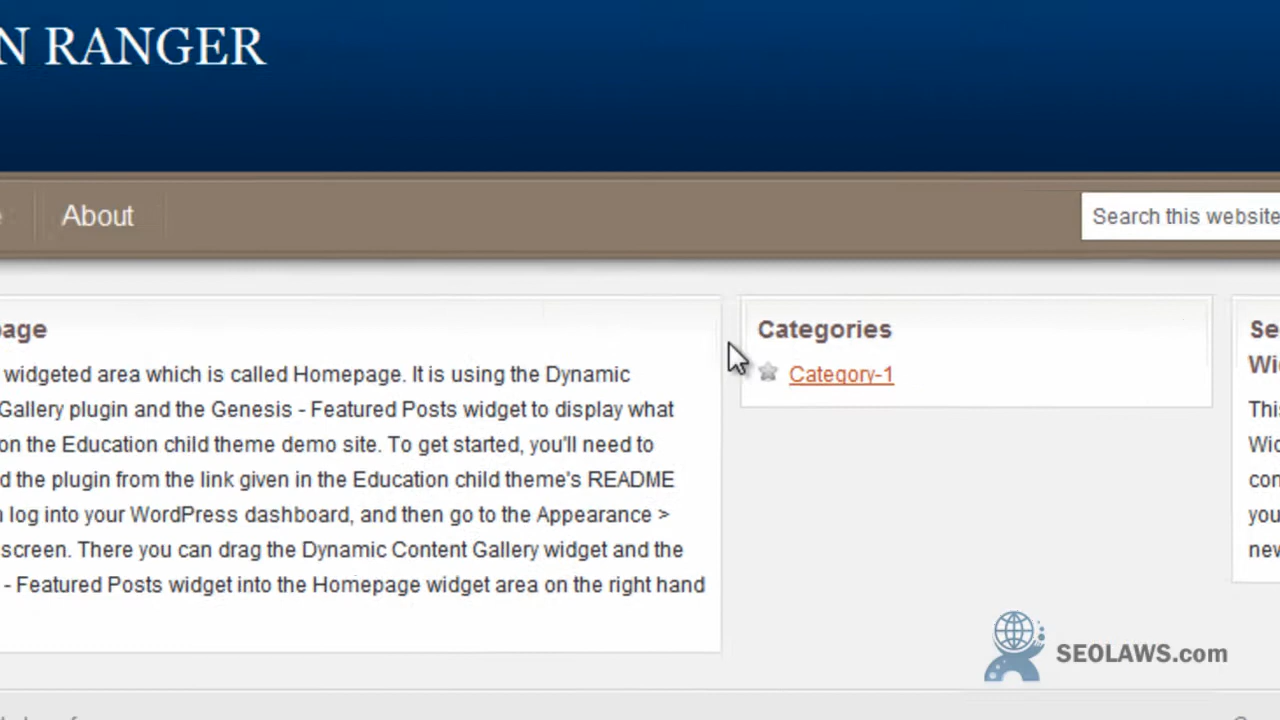 N RANGER
About
Search this website
page
Categories
Se
widgeted area which is called Homepage. It is using the Dynamic
Category-1
Wi
Gallery plugin and the Genesis - Featured Posts widget to display what
This
on the Education child theme demo site. To get started, you'll need to
Wid
d the plugin from the link given in the Education child theme's README
con
log into your WordPress dashboard, and then go to the Appearance >
you
screen. There you can drag the Dynamic Content Gallery widget and the
new
- Featured Posts widget into the Homepage widget area on the right hand
SEOLAWS.com